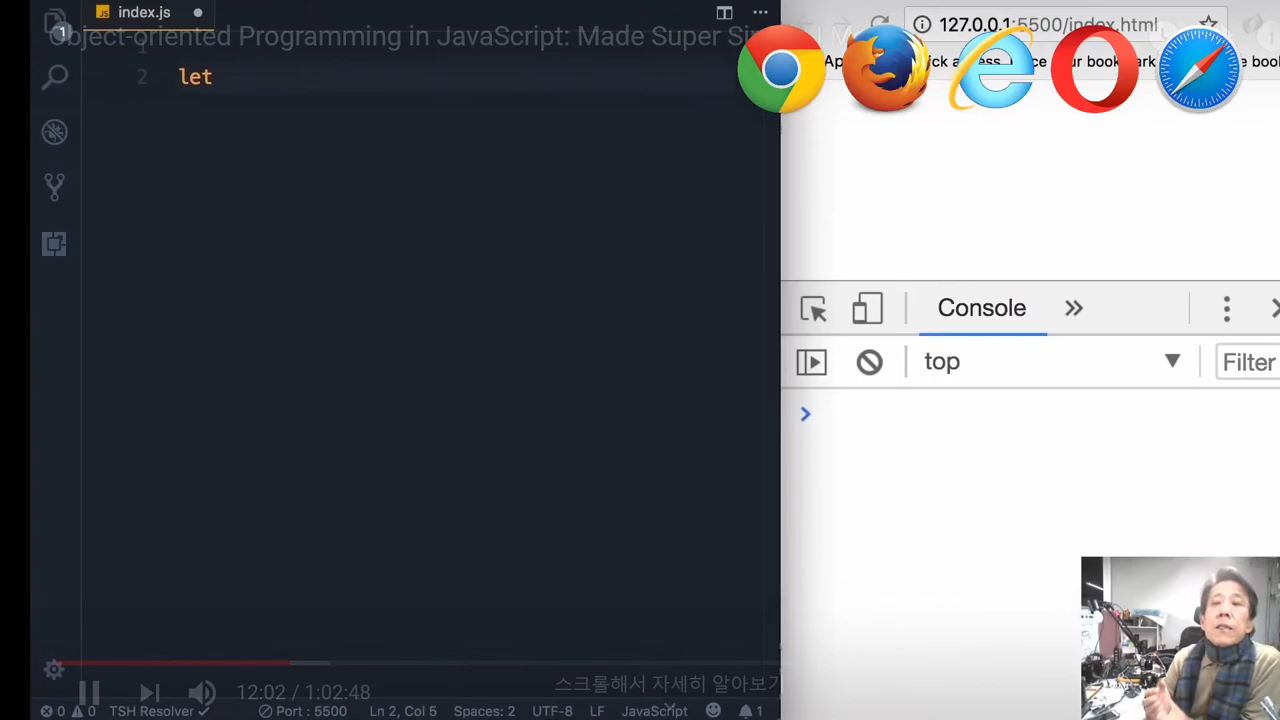 index.js
Object-oriented Programming in JavaScript: Made Super Si
127.0.0.1:5500/index.html
1
2 let
Console
top
Filter
12:02 / 1:02:48
스크롤해서 자세히 알아보기
0 0 TSH Resolver Port : 5500 Ln 2, Col 5 Spaces: 2 UTF-8 LF JavaScript 1